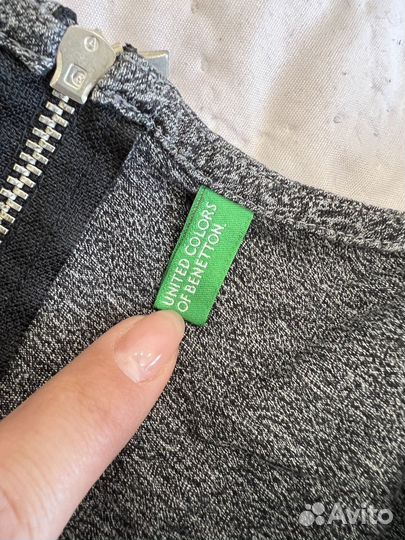 UNITED COLORS
OF BENETTON.
Avito